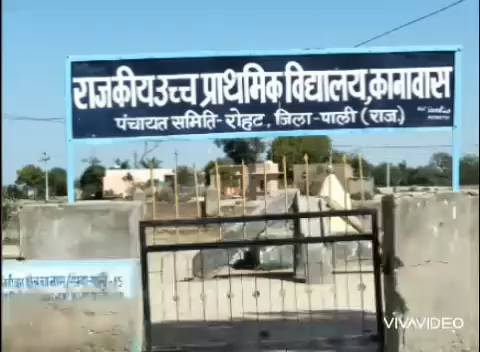 राजकीय उच्च प्राथमिक विद्यालय, कानावास
पंचायत समिति- रोहट, जिला-पाली (राज.)
VIVAVIDEO